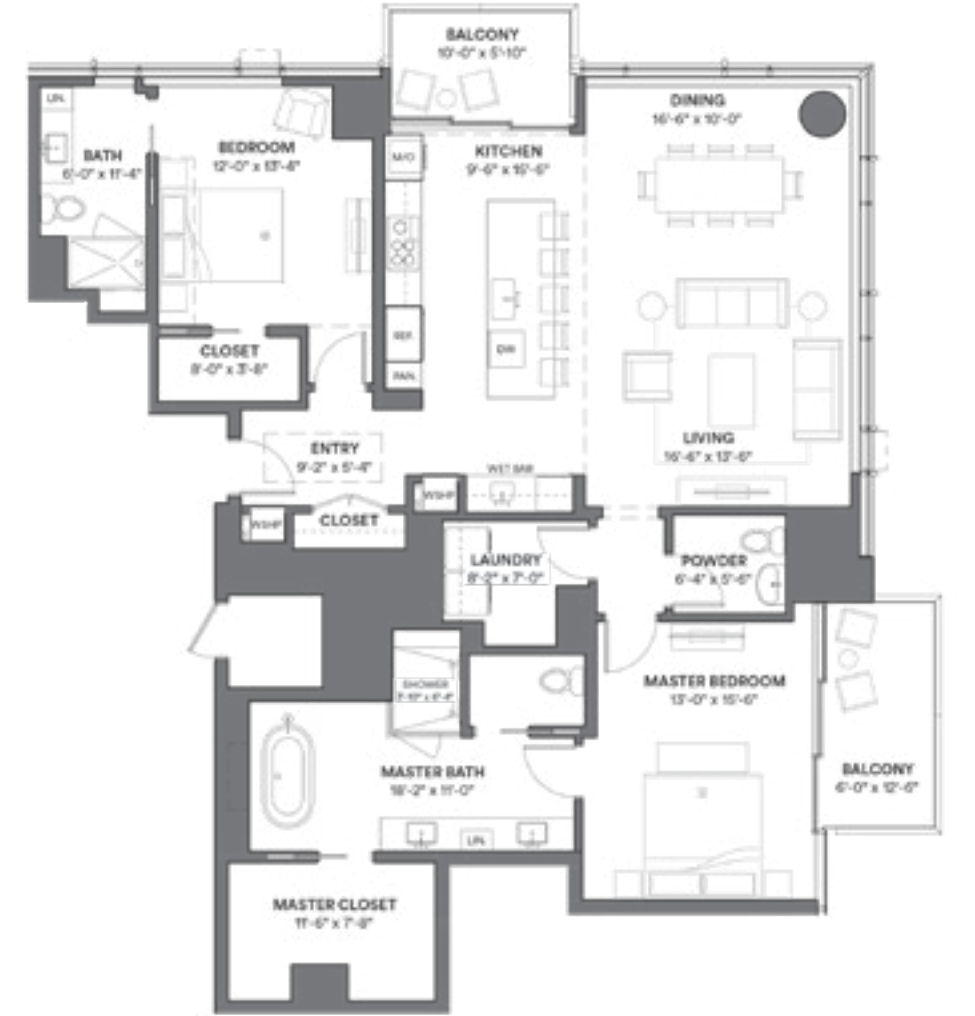 BALCONY
10'-0" x 5'-10"
DINING
16'-6" x 10'-0"
LIN.
BATH
6'-0" x 11'-4"
BEDROOM
12'-0" x 13'-4"
M/O
KITCHEN
9'-6" x 15'-6"
REF.
DW
PAN.
CLOSET
8'-0" x 3'-8"
LIVING
16'-6" x 13'-6"
ENTRY
9'-2" x 5'-4"
WET BAR
WSHP
WSHP
CLOSET
LAUNDRY
8'-2" x 7'-0"
POWDER
6'-4" x 5'-6"
SHOWER
MASTER BEDROOM
13'-0" x 15'-6"
MASTER BATH
18'-2" x 11'-0"
BALCONY
6'-0" x 12'-6"
LIN.
MASTER CLOSET
11'-6" x 7'-8"